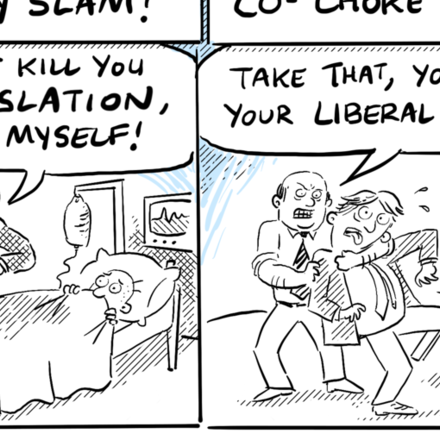 SLAM!
CO-CHOKE
KILL YOU
SLATION,
MYSELF!
TAKE THAT, YO
YOUR LIBERAL